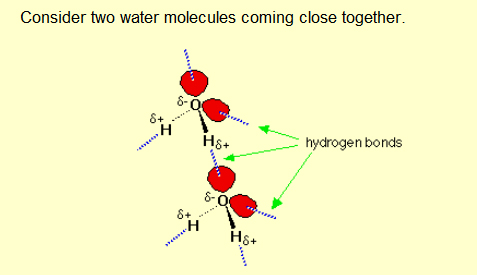 Consider two water molecules coming close together.
δ- O
δ+
H
Hδ+
hydrogen bonds
δ- O
δ+
H
Hδ+